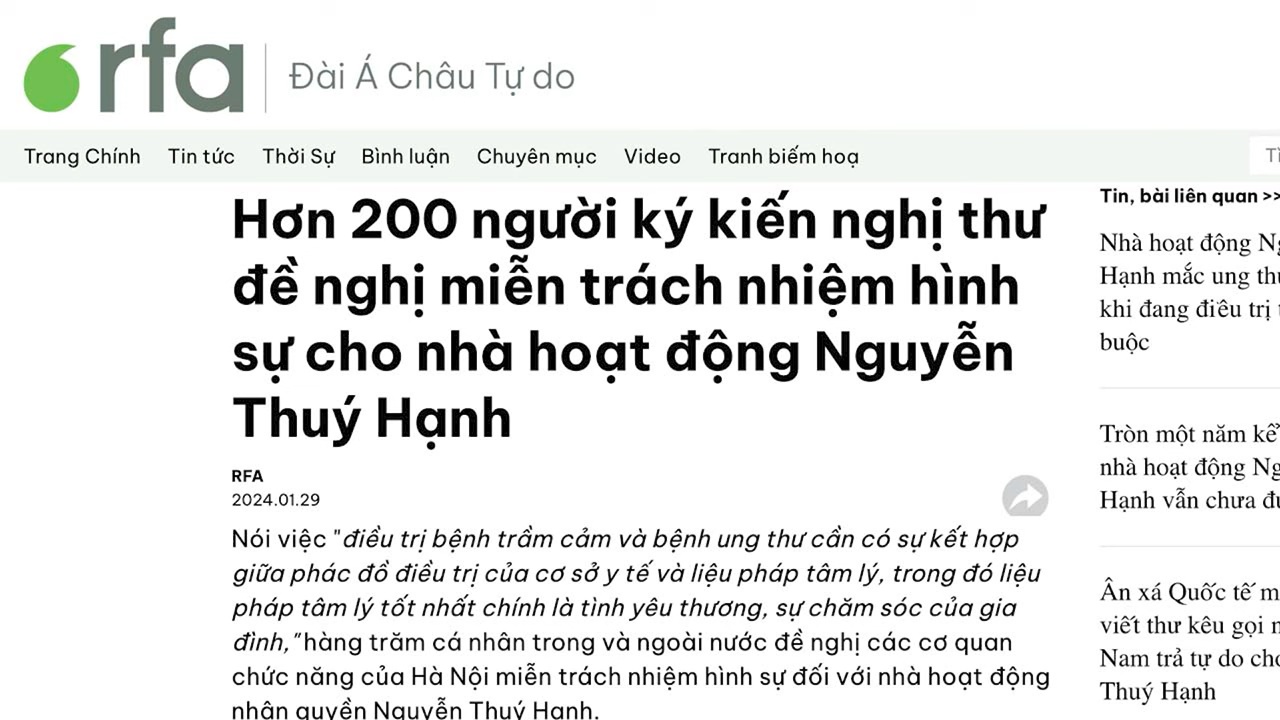 rfa Đài Á Châu Tự do
Trang Chính Tin tức Thời Sự Bình luận Chuyên mục Video Tranh biếm hoạ
Hơn 200 người ký kiến nghị thư
đề nghị miễn trách nhiệm hình
sự cho nhà hoạt động Nguyễn
Thuý Hạnh
RFA
2024.01.29
Nói việc "điều trị bệnh trầm cảm và bệnh ung thư cần có sự kết hợp
giữa phác đồ điều trị của cơ sở y tế và liệu pháp tâm lý, trong đó liệu
pháp tâm lý tốt nhất chính là tình yêu thương, sự chăm sóc của gia
đình," hàng trăm cá nhân trong và ngoài nước đề nghị các cơ quan
chức năng của Hà Nội miễn trách nhiệm hình sự đối với nhà hoạt động
nhân quyền Nguyễn Thuý Hạnh.
Tin, bài liên quan >>
Nhà hoạt động
Hạnh mắc ung
khi đang điều trị
buộc
Tròn một năm kể
nhà hoạt động
Hạnh vẫn chưa
Ân xá Quốc tế
viết thư kêu gọi
Nam trả tự do
Thuý Hạnh